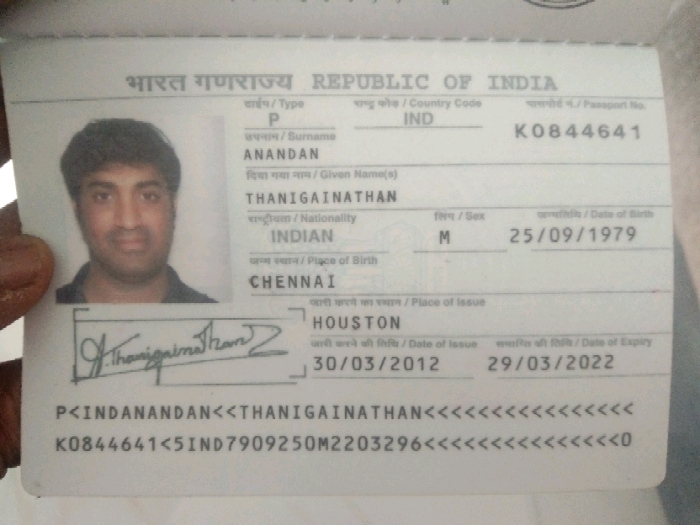 भारत गणराज्य REPUBLIC OF INDIA
टाईप / Type
राष्ट्र कोड / Country Code
पासपोर्ट नं. / Passport No.
P
IND
K0844641
उपनाम / Surname
ANANDAN
दिया गया नाम / Given Name(s)
THANIGAINATHAN
राष्ट्रीयता / Nationality
लिंग / Sex
जन्मतिथि / Date of Birth
INDIAN
M
25/09/1979
जन्म स्थान / Place of Birth
CHENNAI
जारी करने का स्थान / Place of Issue
HOUSTON
जारी करने की तिथि / Date of Issue
समाप्ति की तिथि / Date of Expiry
30/03/2012
29/03/2022
A.Thanigainathan
P<INDANANDAN<<THANIGAINATHAN<<<<<<<<<<<<<<<<
K0844641<5IND7909250M2203296<<<<<<<<<<<<<<<0